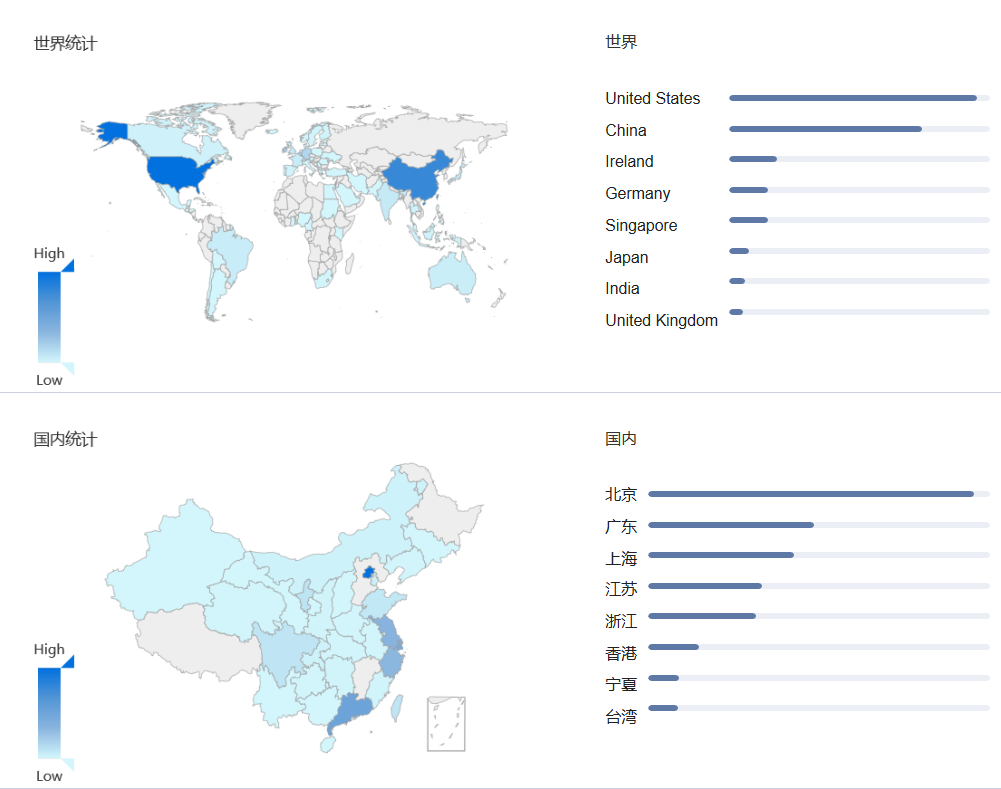 世界统计
世界
United States
China
Ireland
Germany
Singapore
Japan
India
United Kingdom
High
Low
国内统计
国内
北京
广东
上海
江苏
浙江
香港
宁夏
台湾
High
Low